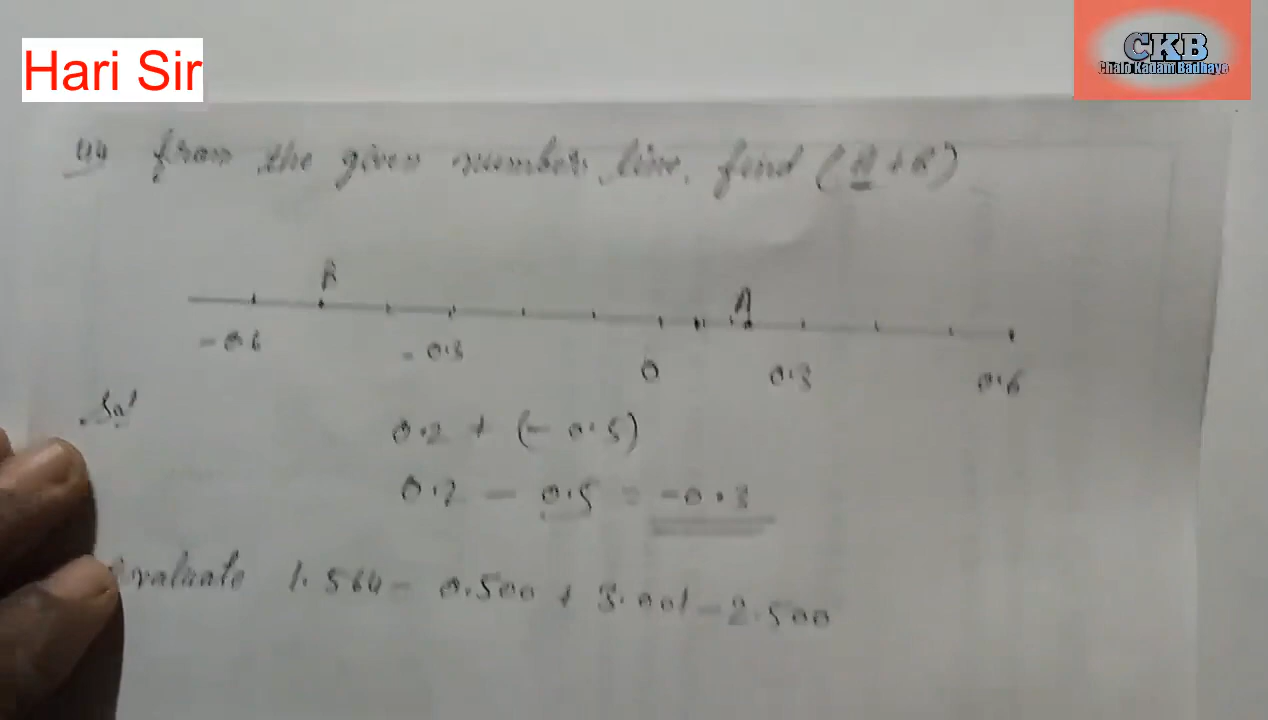 Hari Sir
CKB
Chalo Kadam Badhaye
from the given number line, find (A + R)
R
A
-0.6
-0.3
0
0.3
0.6
Sol
0.2 + (-0.5)
0.2 - 0.5 = -0.3
evaluate 1.564 - 0.500 + 3.001 - 2.500